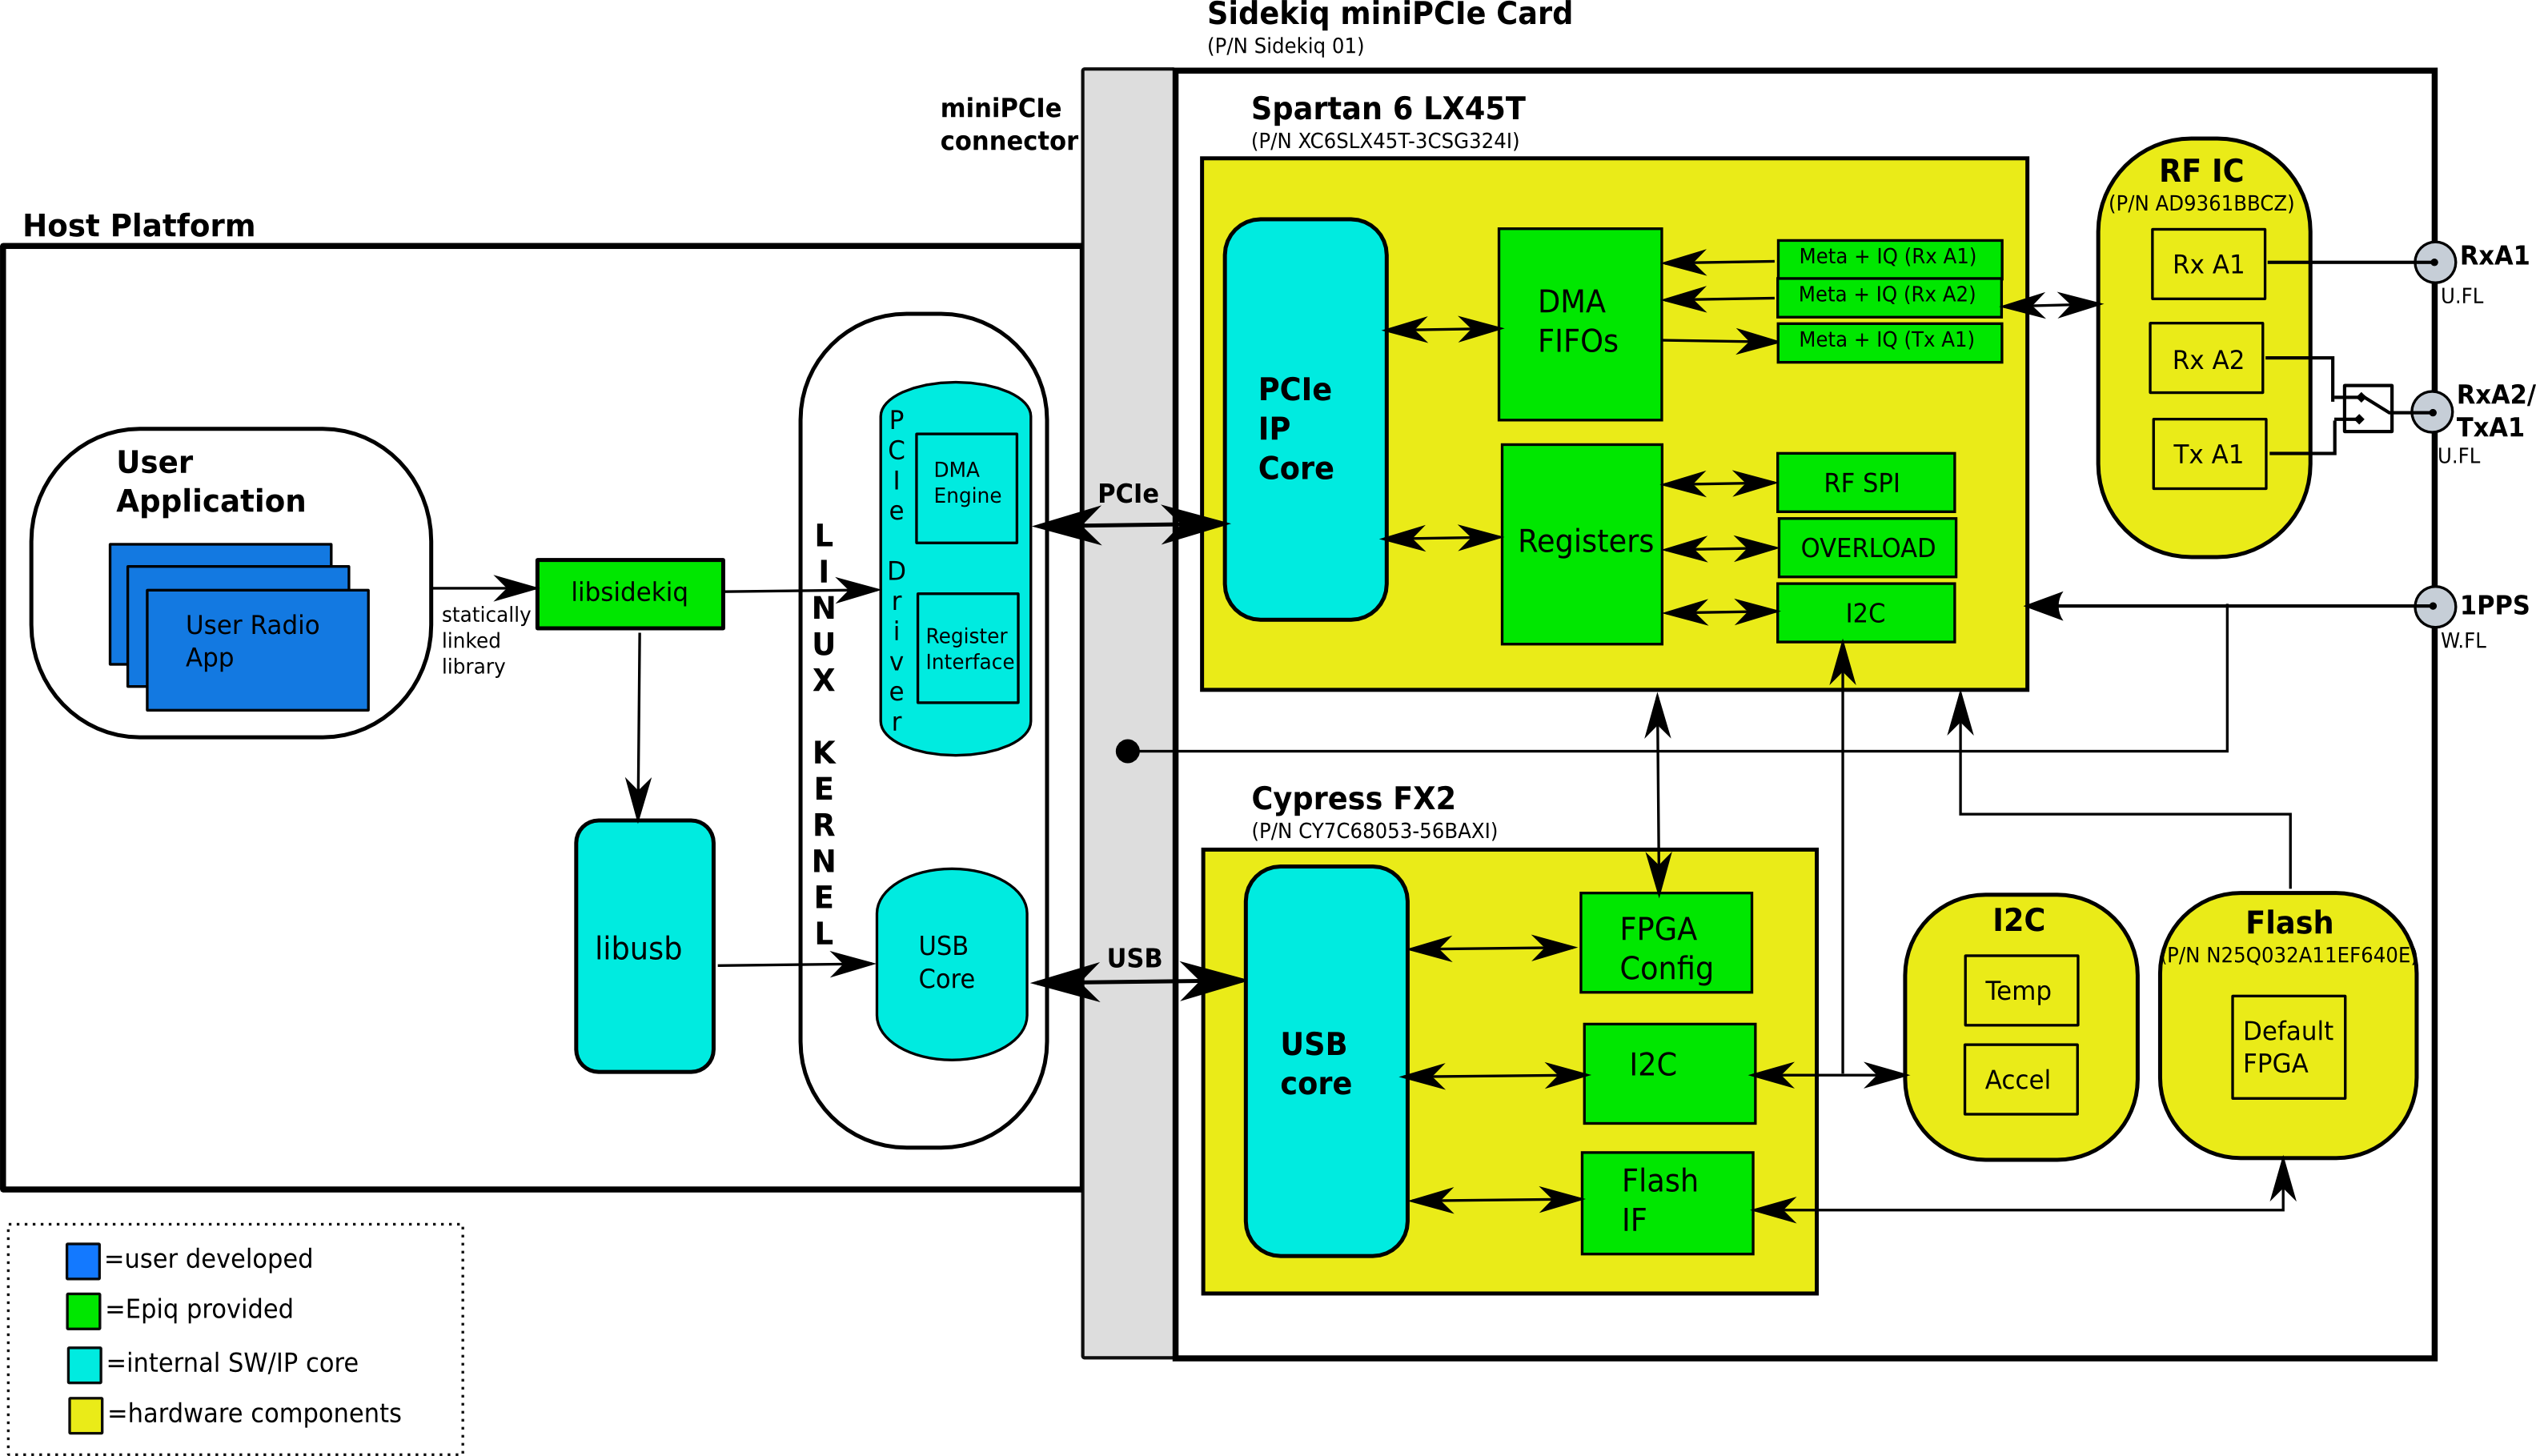 Sidekiq miniPCIe Card
(P/N Sidekiq 01)
miniPCIe
connector
Host Platform
User
Application
User Radio
App
statically
linked
library
libsidekiq
libusb
LINUX KERNEL
PCIe Driver
DMA
Engine
Register
Interface
USB
Core
PCIe
USB
Spartan 6 LX45T
(P/N XC6SLX45T-3CSG324I)
PCIe
IP
Core
DMA
FIFOs
Meta + IQ (Rx A1)
Meta + IQ (Rx A2)
Meta + IQ (Tx A1)
Registers
RF SPI
OVERLOAD
I2C
RF IC
(P/N AD9361BBCZ)
Rx A1
Rx A2
Tx A1
RxA1
U.FL
RxA2/
TxA1
U.FL
1PPS
W.FL
Cypress FX2
(P/N CY7C68053-56BAXI)
USB
core
FPGA
Config
I2C
Flash
IF
I2C
Temp
Accel
Flash
(P/N N25Q032A11EF640E)
Default
FPGA
=user developed
=Epiq provided
=internal SW/IP core
=hardware components